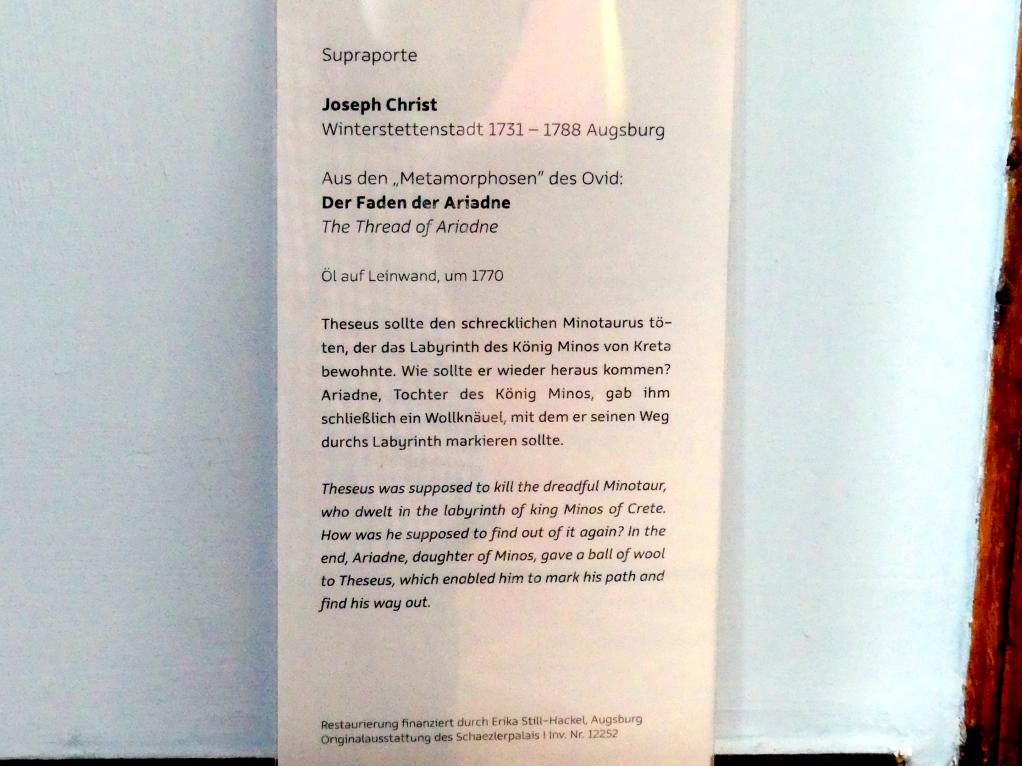 Supraporte
Joseph Christ
Winterstettenstadt 1731 – 1788 Augsburg
Aus den „Metamorphosen" des Ovid:
Der Faden der Ariadne
The Thread of Ariadne
Öl auf Leinwand, um 1770
Theseus sollte den schrecklichen Minotaurus tö-
ten, der das Labyrinth des König Minos von Kreta
bewohnte. Wie sollte er wieder heraus kommen?
Ariadne, Tochter des König Minos, gab ihm
schließlich ein Wollknäuel, mit dem er seinen Weg
durchs Labyrinth markieren sollte.
Theseus was supposed to kill the dreadful Minotaur,
who dwelt in the labyrinth of king Minos of Crete.
How was he supposed to find out of it again? In the
end, Ariadne, daughter of Minos, gave a ball of wool
to Theseus, which enabled him to mark his path and
find his way out.
Restaurierung finanziert durch Erika Still-Hackel, Augsburg
Originalausstattung des Schaezlerpalais I Inv. Nr. 12252